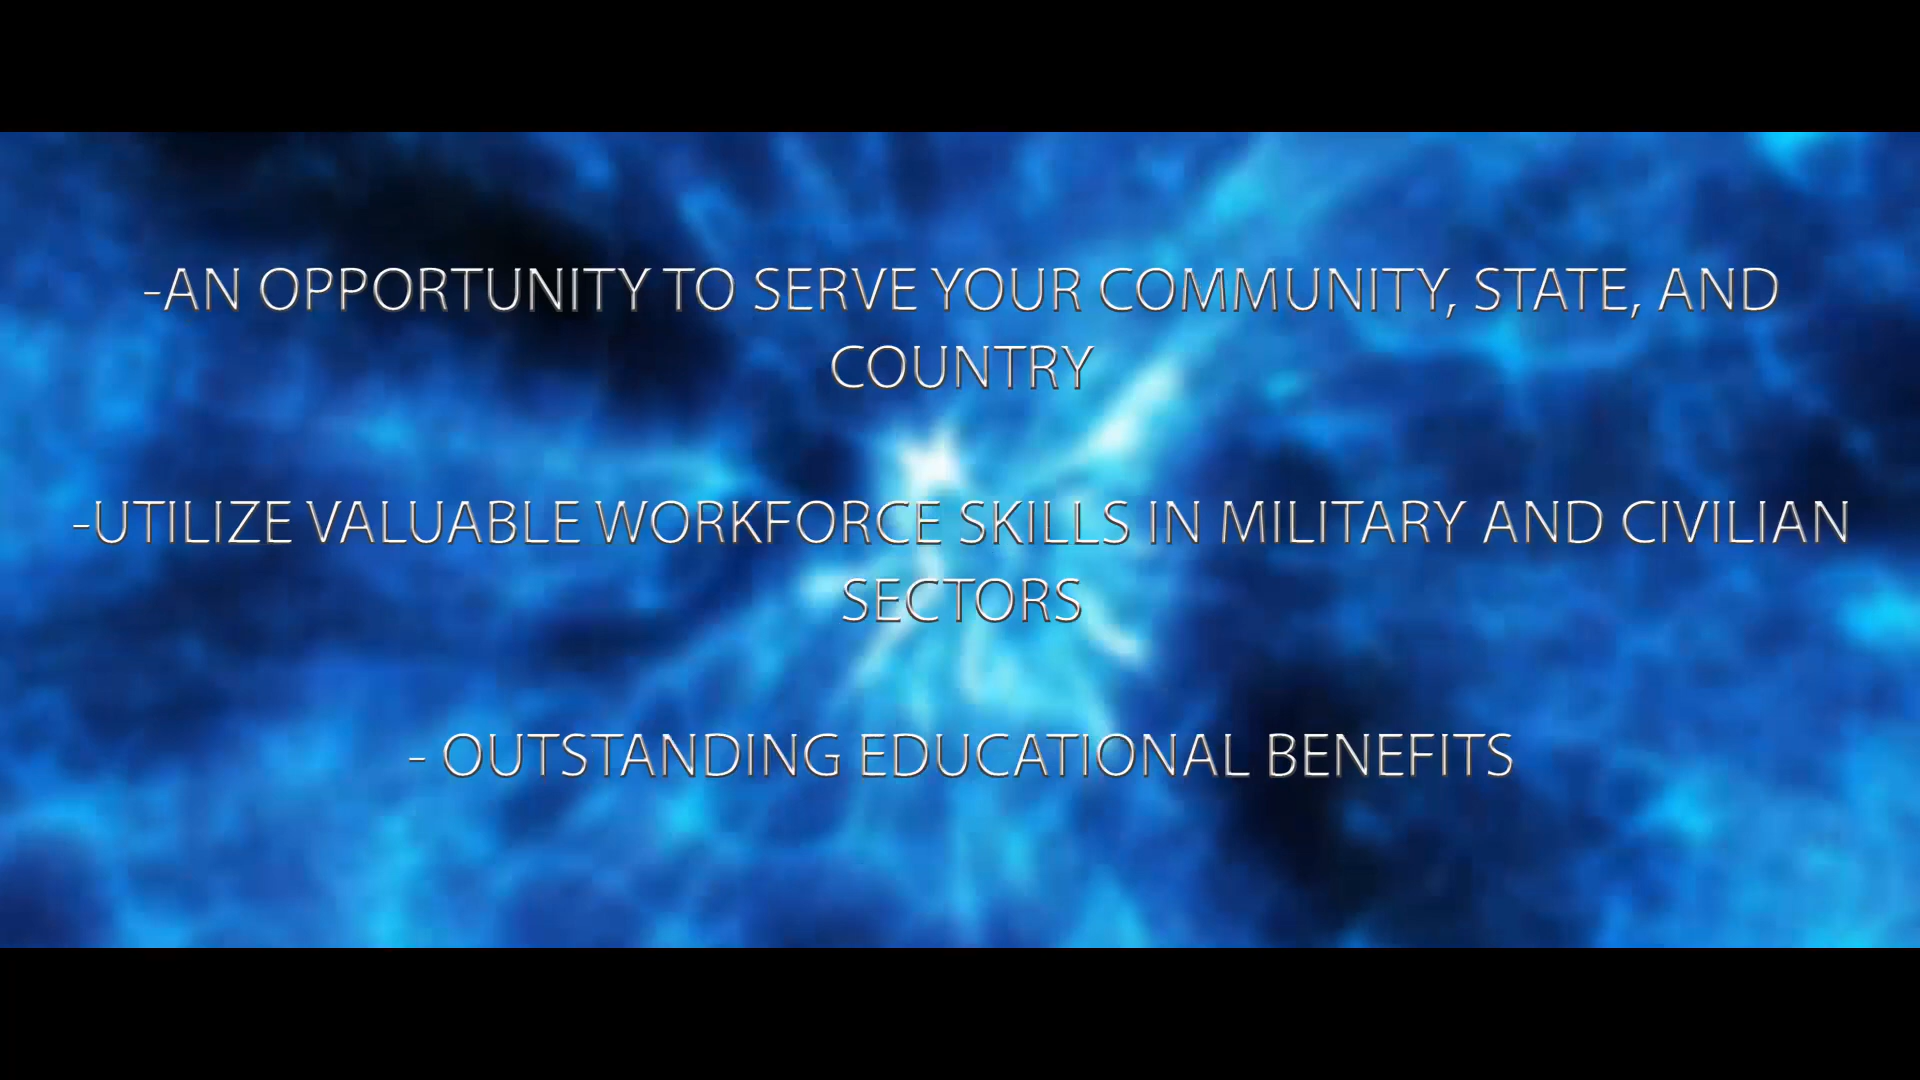 -AN OPPORTUNITY TO SERVE YOUR COMMUNITY, STATE, AND
COUNTRY
-UTILIZE VALUABLE WORKFORCE SKILLS IN MILITARY AND CIVILIAN
SECTORS
- OUTSTANDING EDUCATIONAL BENEFITS